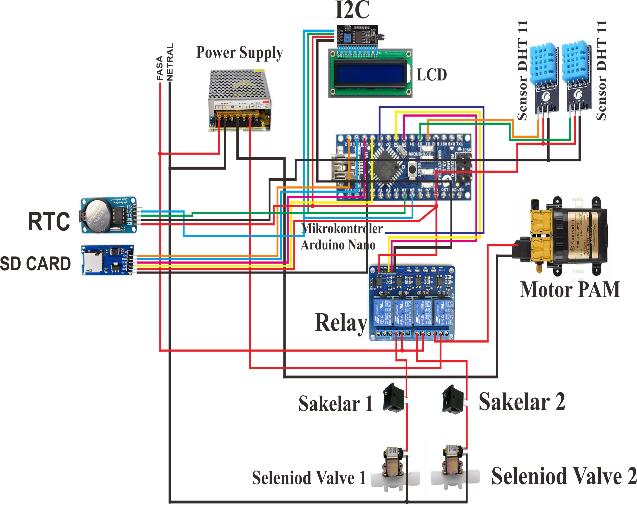 I2C
Power Supply
FASA
NETRAL
LCD
Sensor DHT 11
Sensor DHT 11
RTC
Mikrokontroler
Arduino Nano
SD CARD
Motor PAM
Relay
Sakelar 1
Sakelar 2
Seleniod Valve 1
Seleniod Valve 2